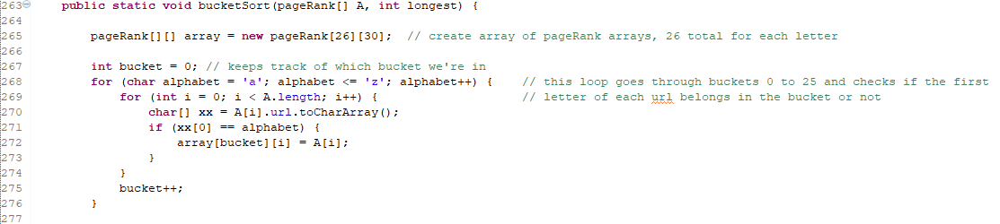 263 public static void bucketSort(pageRank[] A, int longest) {
264
265 pageRank[][] array = new pageRank[26][30]; // create array of pageRank arrays, 26 total for each letter
266
267 int bucket = 0; // keeps track of which bucket we're in
268 for (char alphabet = 'a'; alphabet <= 'z'; alphabet++) { // this loop goes through buckets 0 to 25 and checks if the first
269 for (int i = 0; i < A.length; i++) { // letter of each url belongs in the bucket or not
270 char[] xx = A[i].url.toCharArray();
271 if (xx[0] == alphabet) {
272 array[bucket][i] = A[i];
273 }
274 }
275 bucket++;
276 }
277